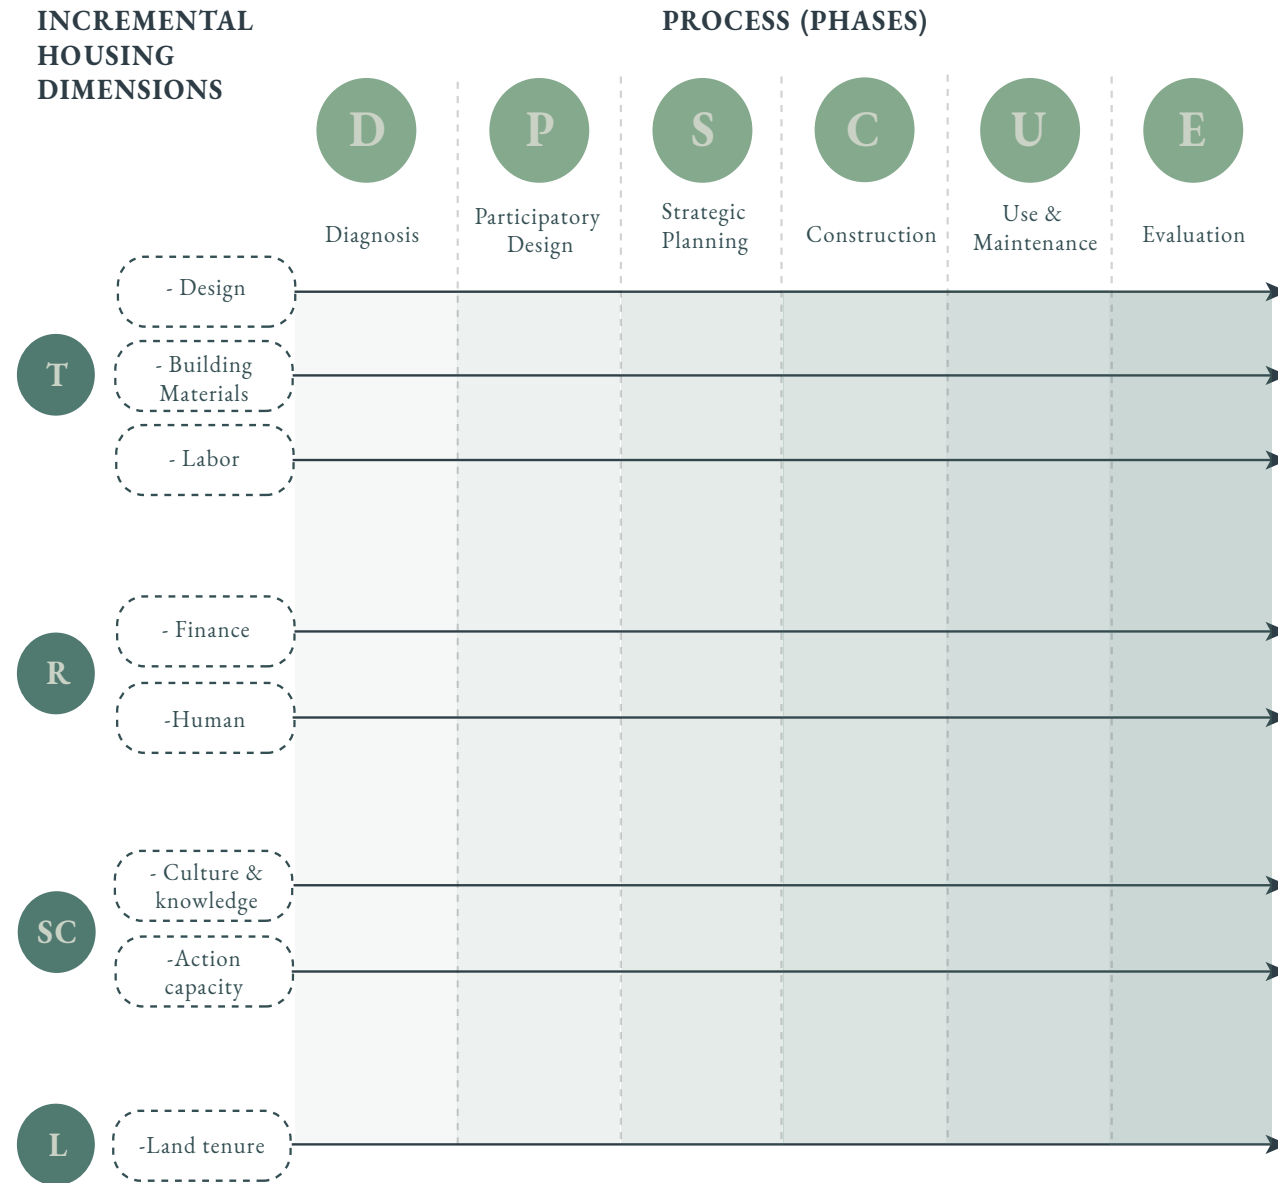 INCREMENTAL
HOUSING
DIMENSIONS
PROCESS (PHASES)
D
P
S
C
U
E
Diagnosis
Participatory
Design
Strategic
Planning
Construction
Use &
Maintenance
Evaluation
T
- Design
- Building
Materials
- Labor
R
- Finance
-Human
SC
- Culture &
knowledge
-Action
capacity
L
-Land tenure